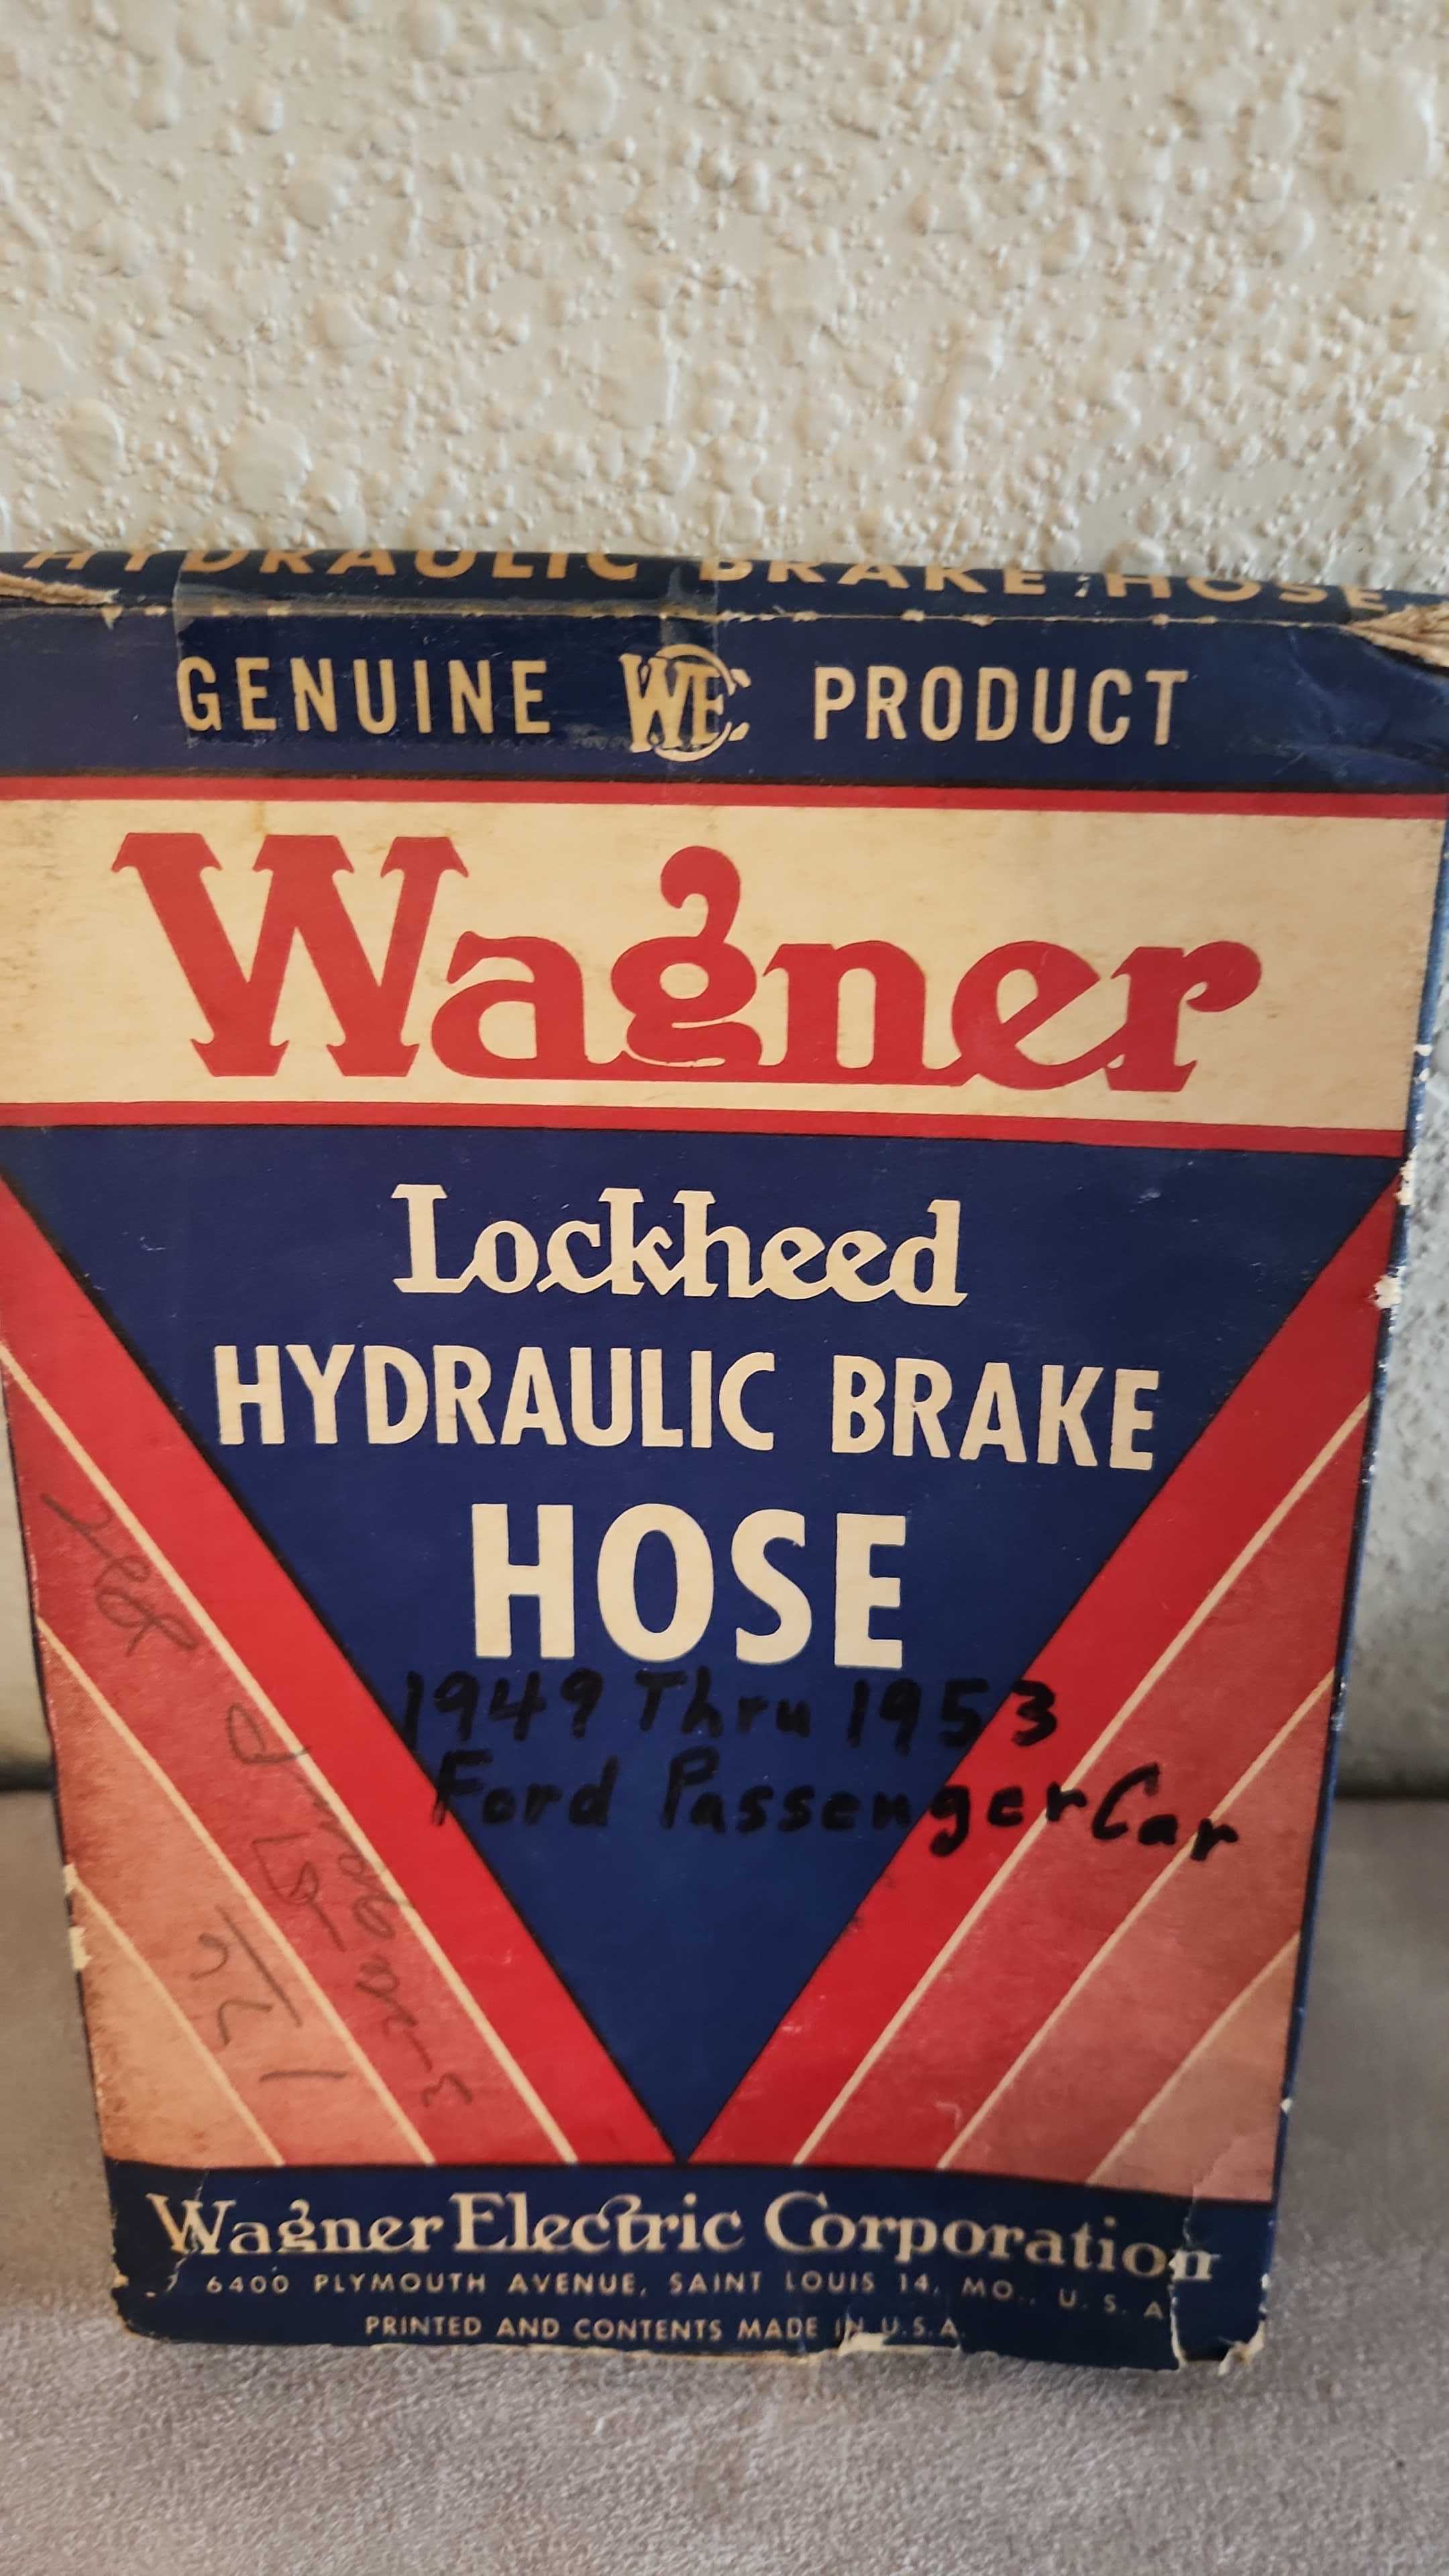 HYDRAULIC BRAKE HOSE
GENUINE WEC PRODUCT
Wagner
Lockheed
HYDRAULIC BRAKE
HOSE
1949 Thru 1953
Ford Passenger Car
Wagner Electric Corporation
6400 PLYMOUTH AVENUE, SAINT LOUIS 14, MO., U. S. A.
PRINTED AND CONTENTS MADE IN U.S.A.